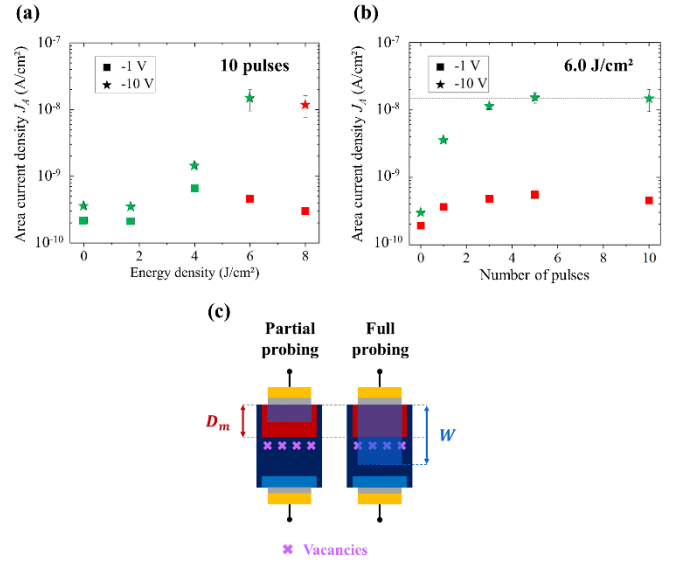 (a)
10⁻⁷
10⁻⁸
10⁻⁹
10⁻¹⁰
Area current density J_A (A/cm²)
-1 V
-10 V
10 pulses
0 2 4 6 8
Energy density (J/cm²)
(b)
10⁻⁷
10⁻⁸
10⁻⁹
10⁻¹⁰
Area current density J_A (A/cm²)
-1 V
-10 V
6.0 J/cm²
0 2 4 6 8 10
Number of pulses
(c)
Partial probing
Full probing
D_m
W
Vacancies